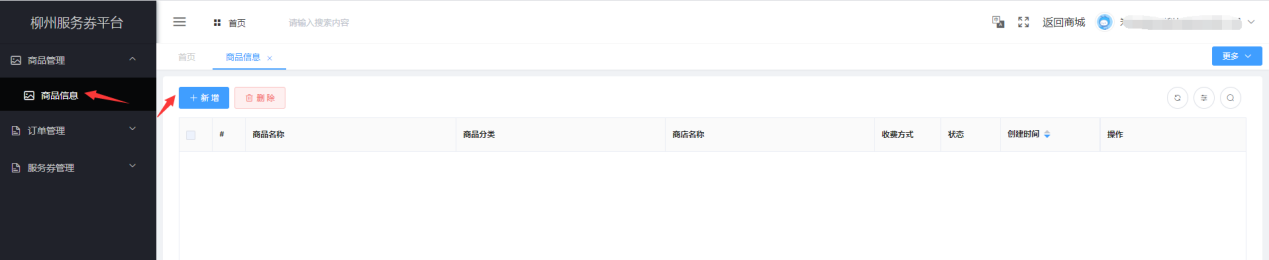 柳州服务券平台
首页
请输入搜索内容
返回商城
商品管理
首页
商品信息 ×
更多
商品信息
+ 新增
删除
订单管理
#
商品名称
商品分类
商店名称
收费方式
状态
创建时间
操作
服务券管理